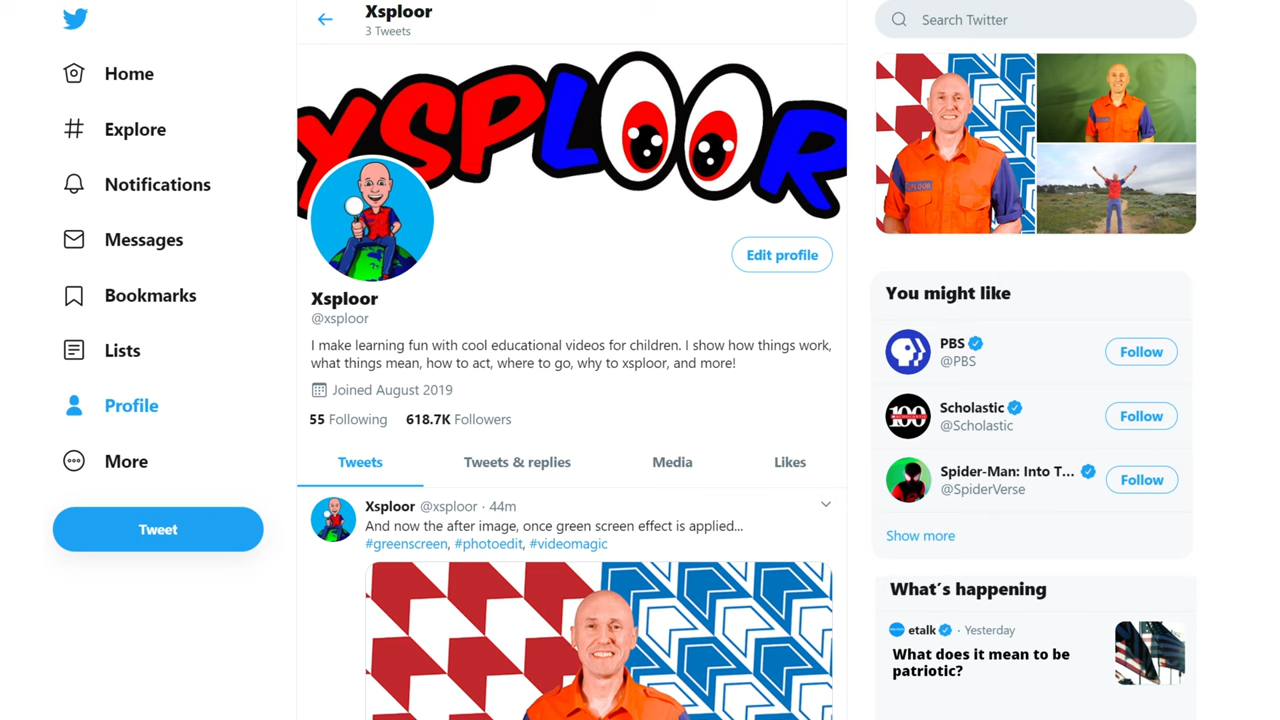 Xsploor
3 Tweets
Search Twitter
Home
Explore
Notifications
Messages
Bookmarks
Lists
Profile
More
Tweet
XSPLOOR
Edit profile
Xsploor
@xsploor
I make learning fun with cool educational videos for children. I show how things work,
what things mean, how to act, where to go, why to xsploor, and more!
Joined August 2019
55 Following 618.7K Followers
Tweets Tweets & replies Media Likes
Xsploor @xsploor · 44m
And now the after image, once green screen effect is applied...
#greenscreen, #photoedit, #videomagic
You might like
PBS
@PBS
Follow
100
Scholastic
@Scholastic
Follow
Spider-Man: Into T...
@SpiderVerse
Follow
Show more
What's happening
etalk · Yesterday
What does it mean to be
patriotic?